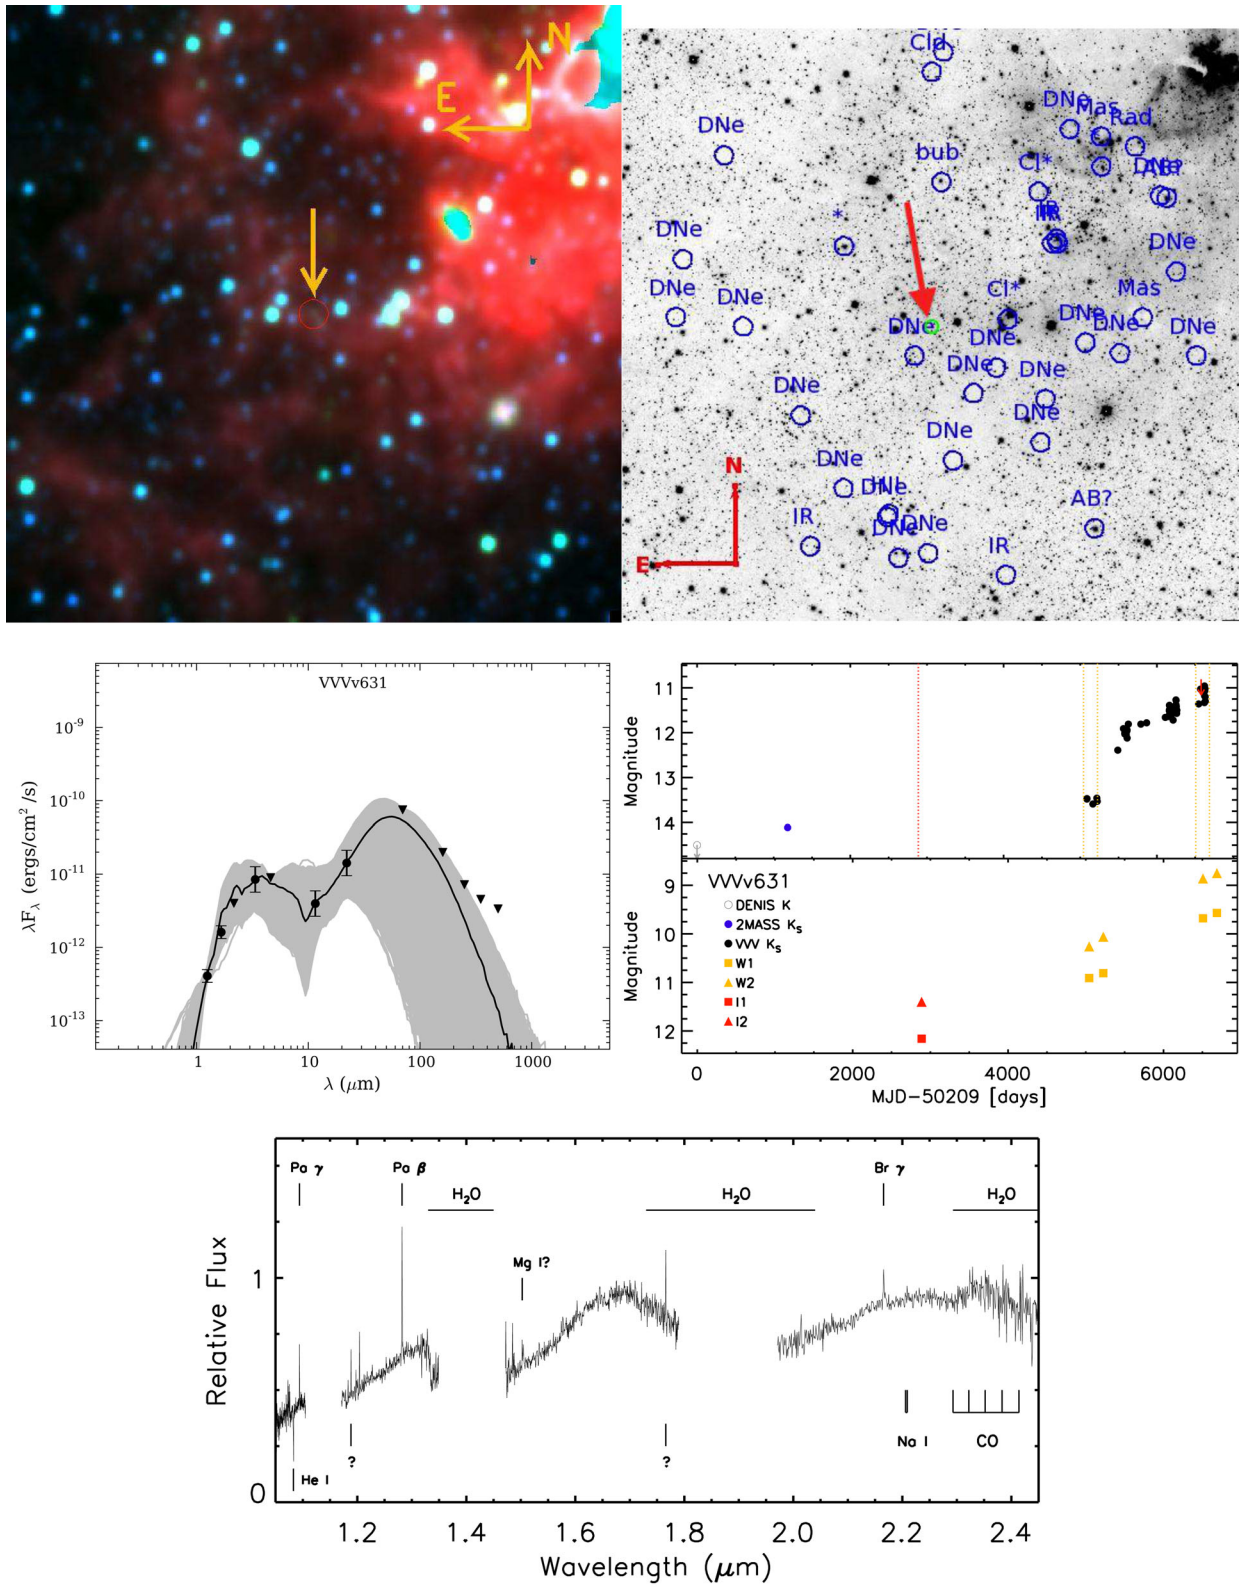 N
E
Cld
DNe
Mas
Rad
DNe
bub
Cl*
DNe
AB?
*
IR
IR
DNe
DNe
DNe
DNe
Cl*
Mas
DNe
DNe
DNe
DNe
DNe
DNe
DNe
DNe
DNe
DNe
N
DNe
HII
DNe
AB?
IR
DNe
DNe
E
IR
VVVv631
10⁻⁹
10⁻¹⁰
10⁻¹¹
10⁻¹²
10⁻¹³
λF_λ (ergs/cm² /s)
1
10
100
1000
λ (μm)
11
12
13
14
Magnitude
9
10
11
12
Magnitude
VVVv631
DENIS K
2MASS Kₛ
VVV Kₛ
W1
W2
I1
I2
0
2000
4000
6000
MJD-50209 [days]
Pa γ
Pa β
Br γ
H₂O
H₂O
H₂O
Mg I?
1
Relative Flux
Na I
CO
?
?
He I
0
1.2
1.4
1.6
1.8
2.0
2.2
2.4
Wavelength (μm)